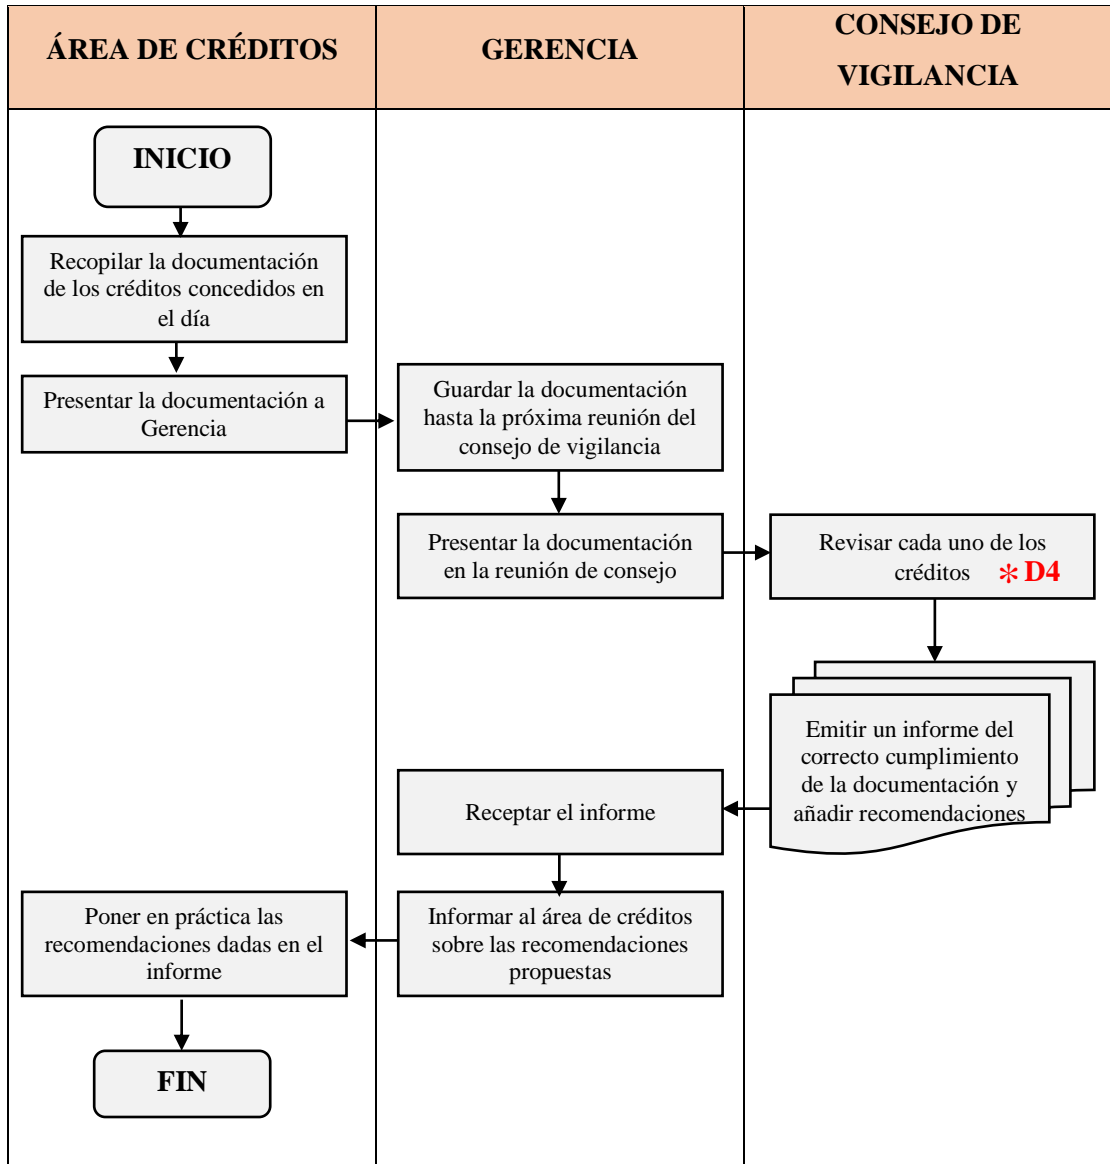 ÁREA DE CRÉDITOS
GERENCIA
CONSEJO DE
VIGILANCIA
INICIO
Recopilar la documentación
de los créditos concedidos en
el día
Presentar la documentación a
Gerencia
Guardar la documentación
hasta la próxima reunión del
consejo de vigilancia
Presentar la documentación
en la reunión de consejo
Revisar cada uno de los
créditos * D4
Emitir un informe del
correcto cumplimiento
de la documentación y
añadir recomendaciones
Receptar el informe
Informar al área de créditos
sobre las recomendaciones
propuestas
Poner en práctica las
recomendaciones dadas en el
informe
FIN